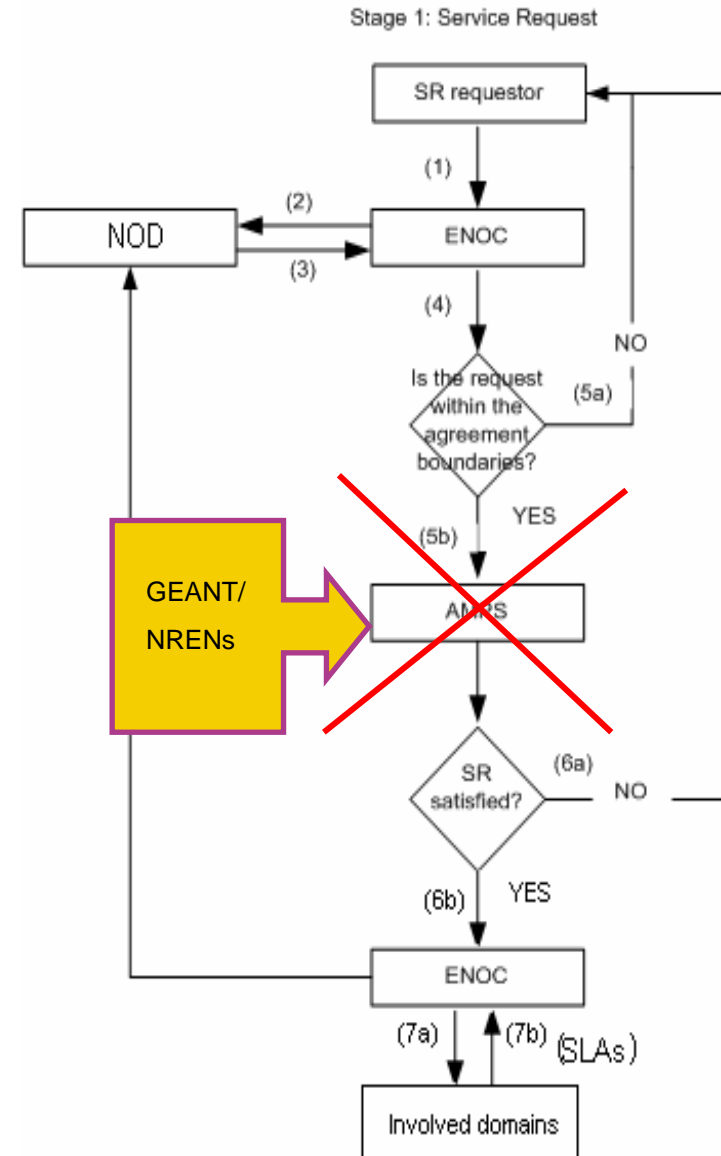 Stage 1: Service Request
SR requestor
(1)
(2)
NOD
ENOC
(3)
(4)
NO
Is the request
within the
agreement
boundaries?
(5a)
YES
(5b)
GEANT/
NRENs
AMPS
SR
satisfied?
(6a)
NO
(6b)
YES
ENOC
(7a)
(7b)
(SLAs)
Involved domains